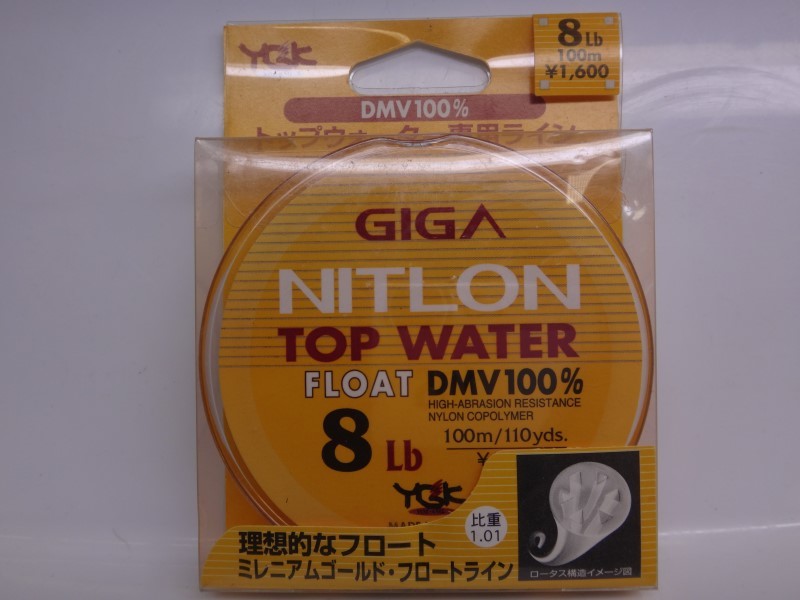 YGK
8Lb
100m
¥1,600
DMV100%
トップウォーター専用ライン
GIGA
NITLON
TOP WATER
FLOAT DMV100%
HIGH-ABRASION RESISTANCE
NYLON COPOLYMER
8Lb
100m/110yds.
¥
YGK
比重
1.01
理想的なフロート
ミレニアムゴールド・フロートライン
ロータス構造イメージ図